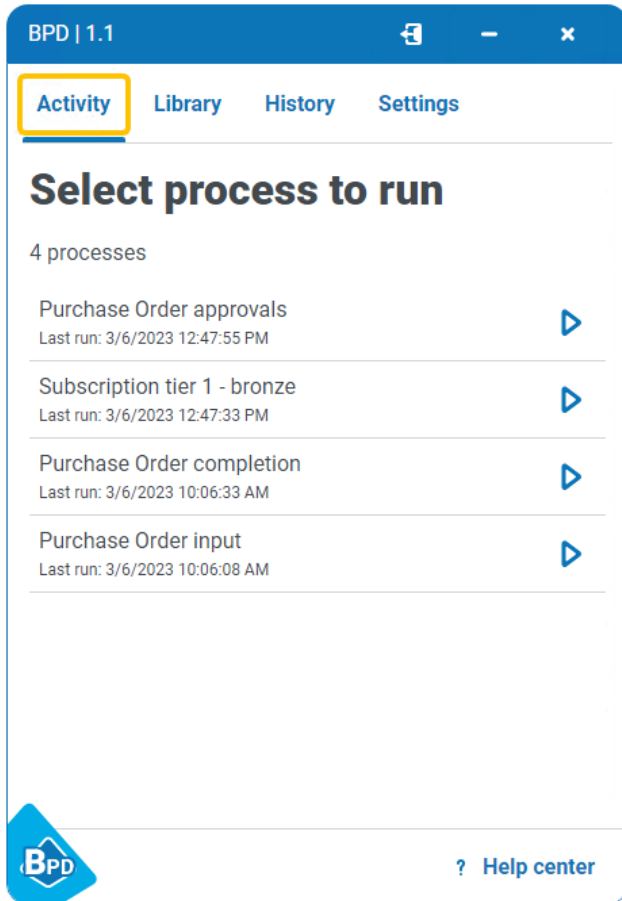 BPD | 1.1
Activity Library History Settings
Select process to run
4 processes
Purchase Order approvals
Last run: 3/6/2023 12:47:55 PM
Subscription tier 1 - bronze
Last run: 3/6/2023 12:47:33 PM
Purchase Order completion
Last run: 3/6/2023 10:06:33 AM
Purchase Order input
Last run: 3/6/2023 10:06:08 AM
BPD
? Help center